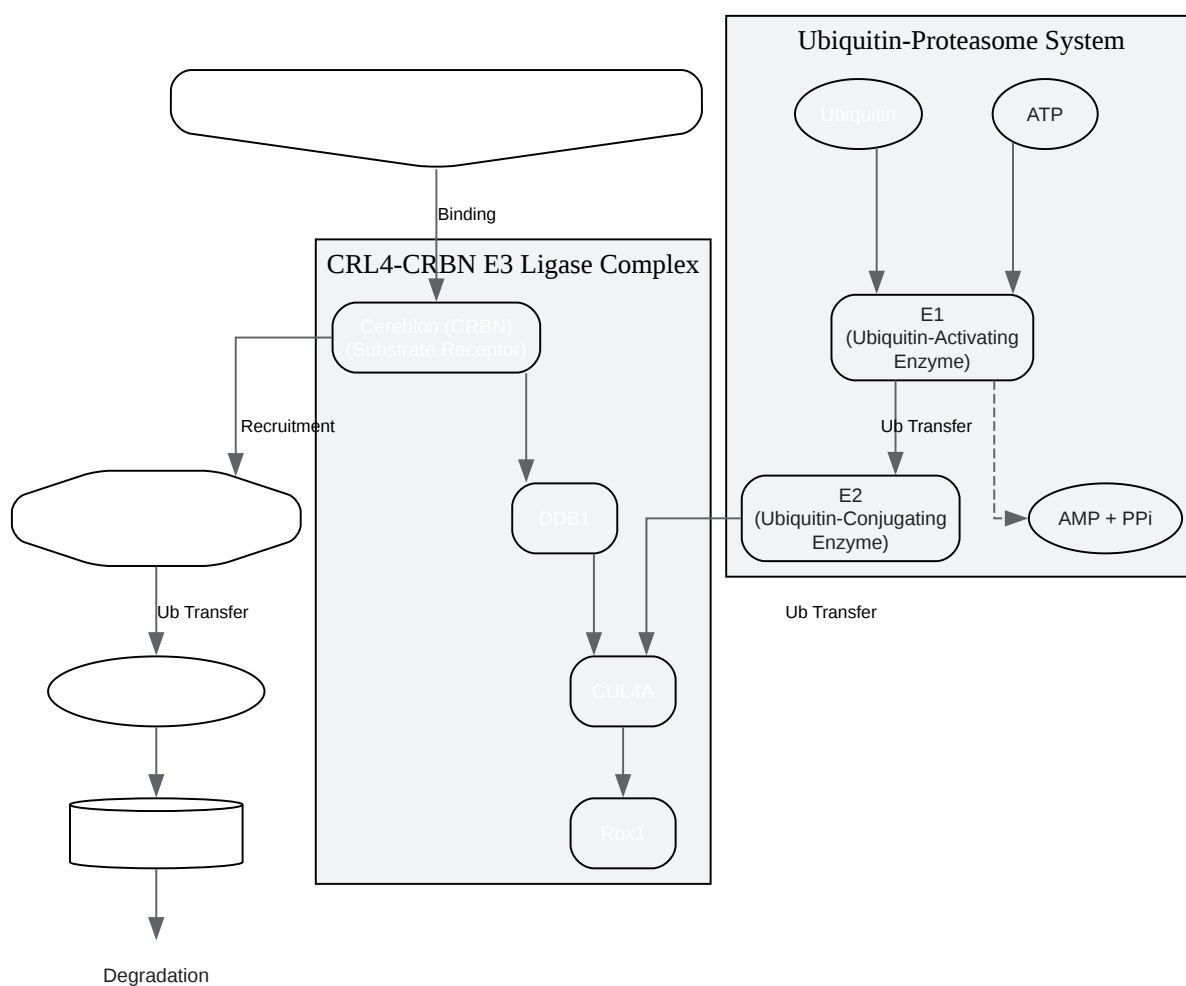 Ubiquitin-Proteasome System
Ubiquitin
ATP
Binding
CRL4-CRBN E3 Ligase Complex
Cereblon (CRBN)
(Substrate Receptor)
E1
(Ubiquitin-Activating
Enzyme)
Recruitment
Ub Transfer
DDB1
E2
(Ubiquitin-Conjugating
Enzyme)
AMP + PPi
Ub Transfer
Ub Transfer
CUL4A
Rbx1
Degradation